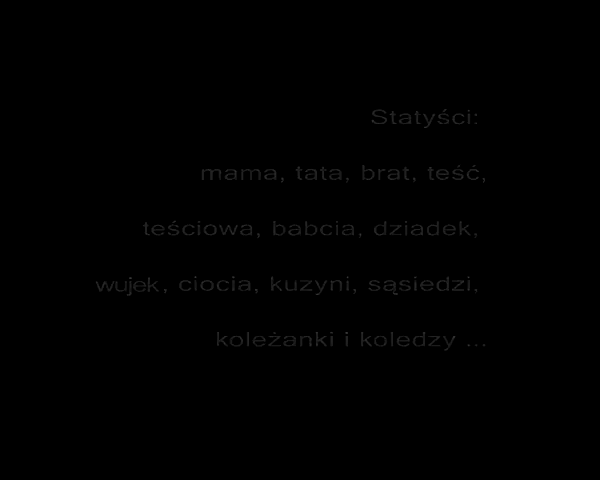 Statyści:
mama, tata, brat, teść,
teściowa, babcia, dziadek,
wujek, ciocia, kuzyni, sąsiedzi,
koleżanki i koledzy ...